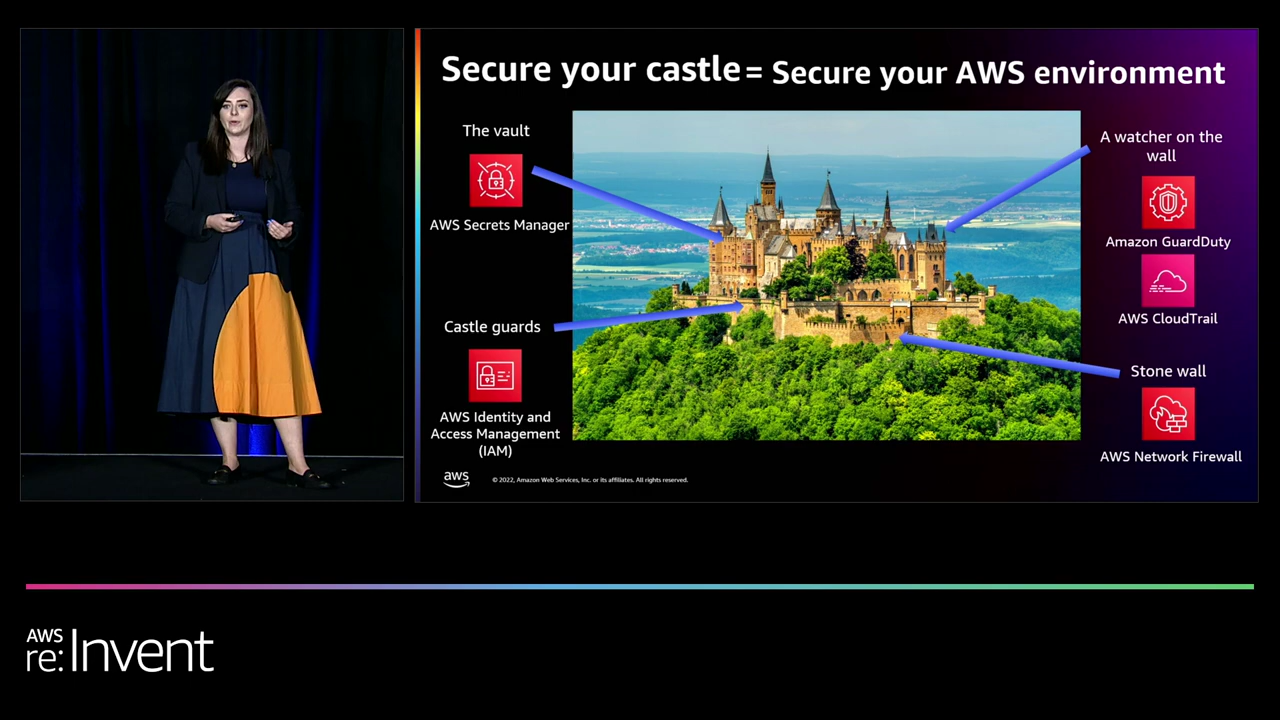 Secure your castle = Secure your AWS environment
The vault
AWS Secrets Manager
Castle guards
AWS Identity and
Access Management
(IAM)
A watcher on the
wall
Amazon GuardDuty
AWS CloudTrail
Stone wall
AWS Network Firewall
aws
© 2022, Amazon Web Services, Inc. or its affiliates. All rights reserved.
AWS
re:Invent